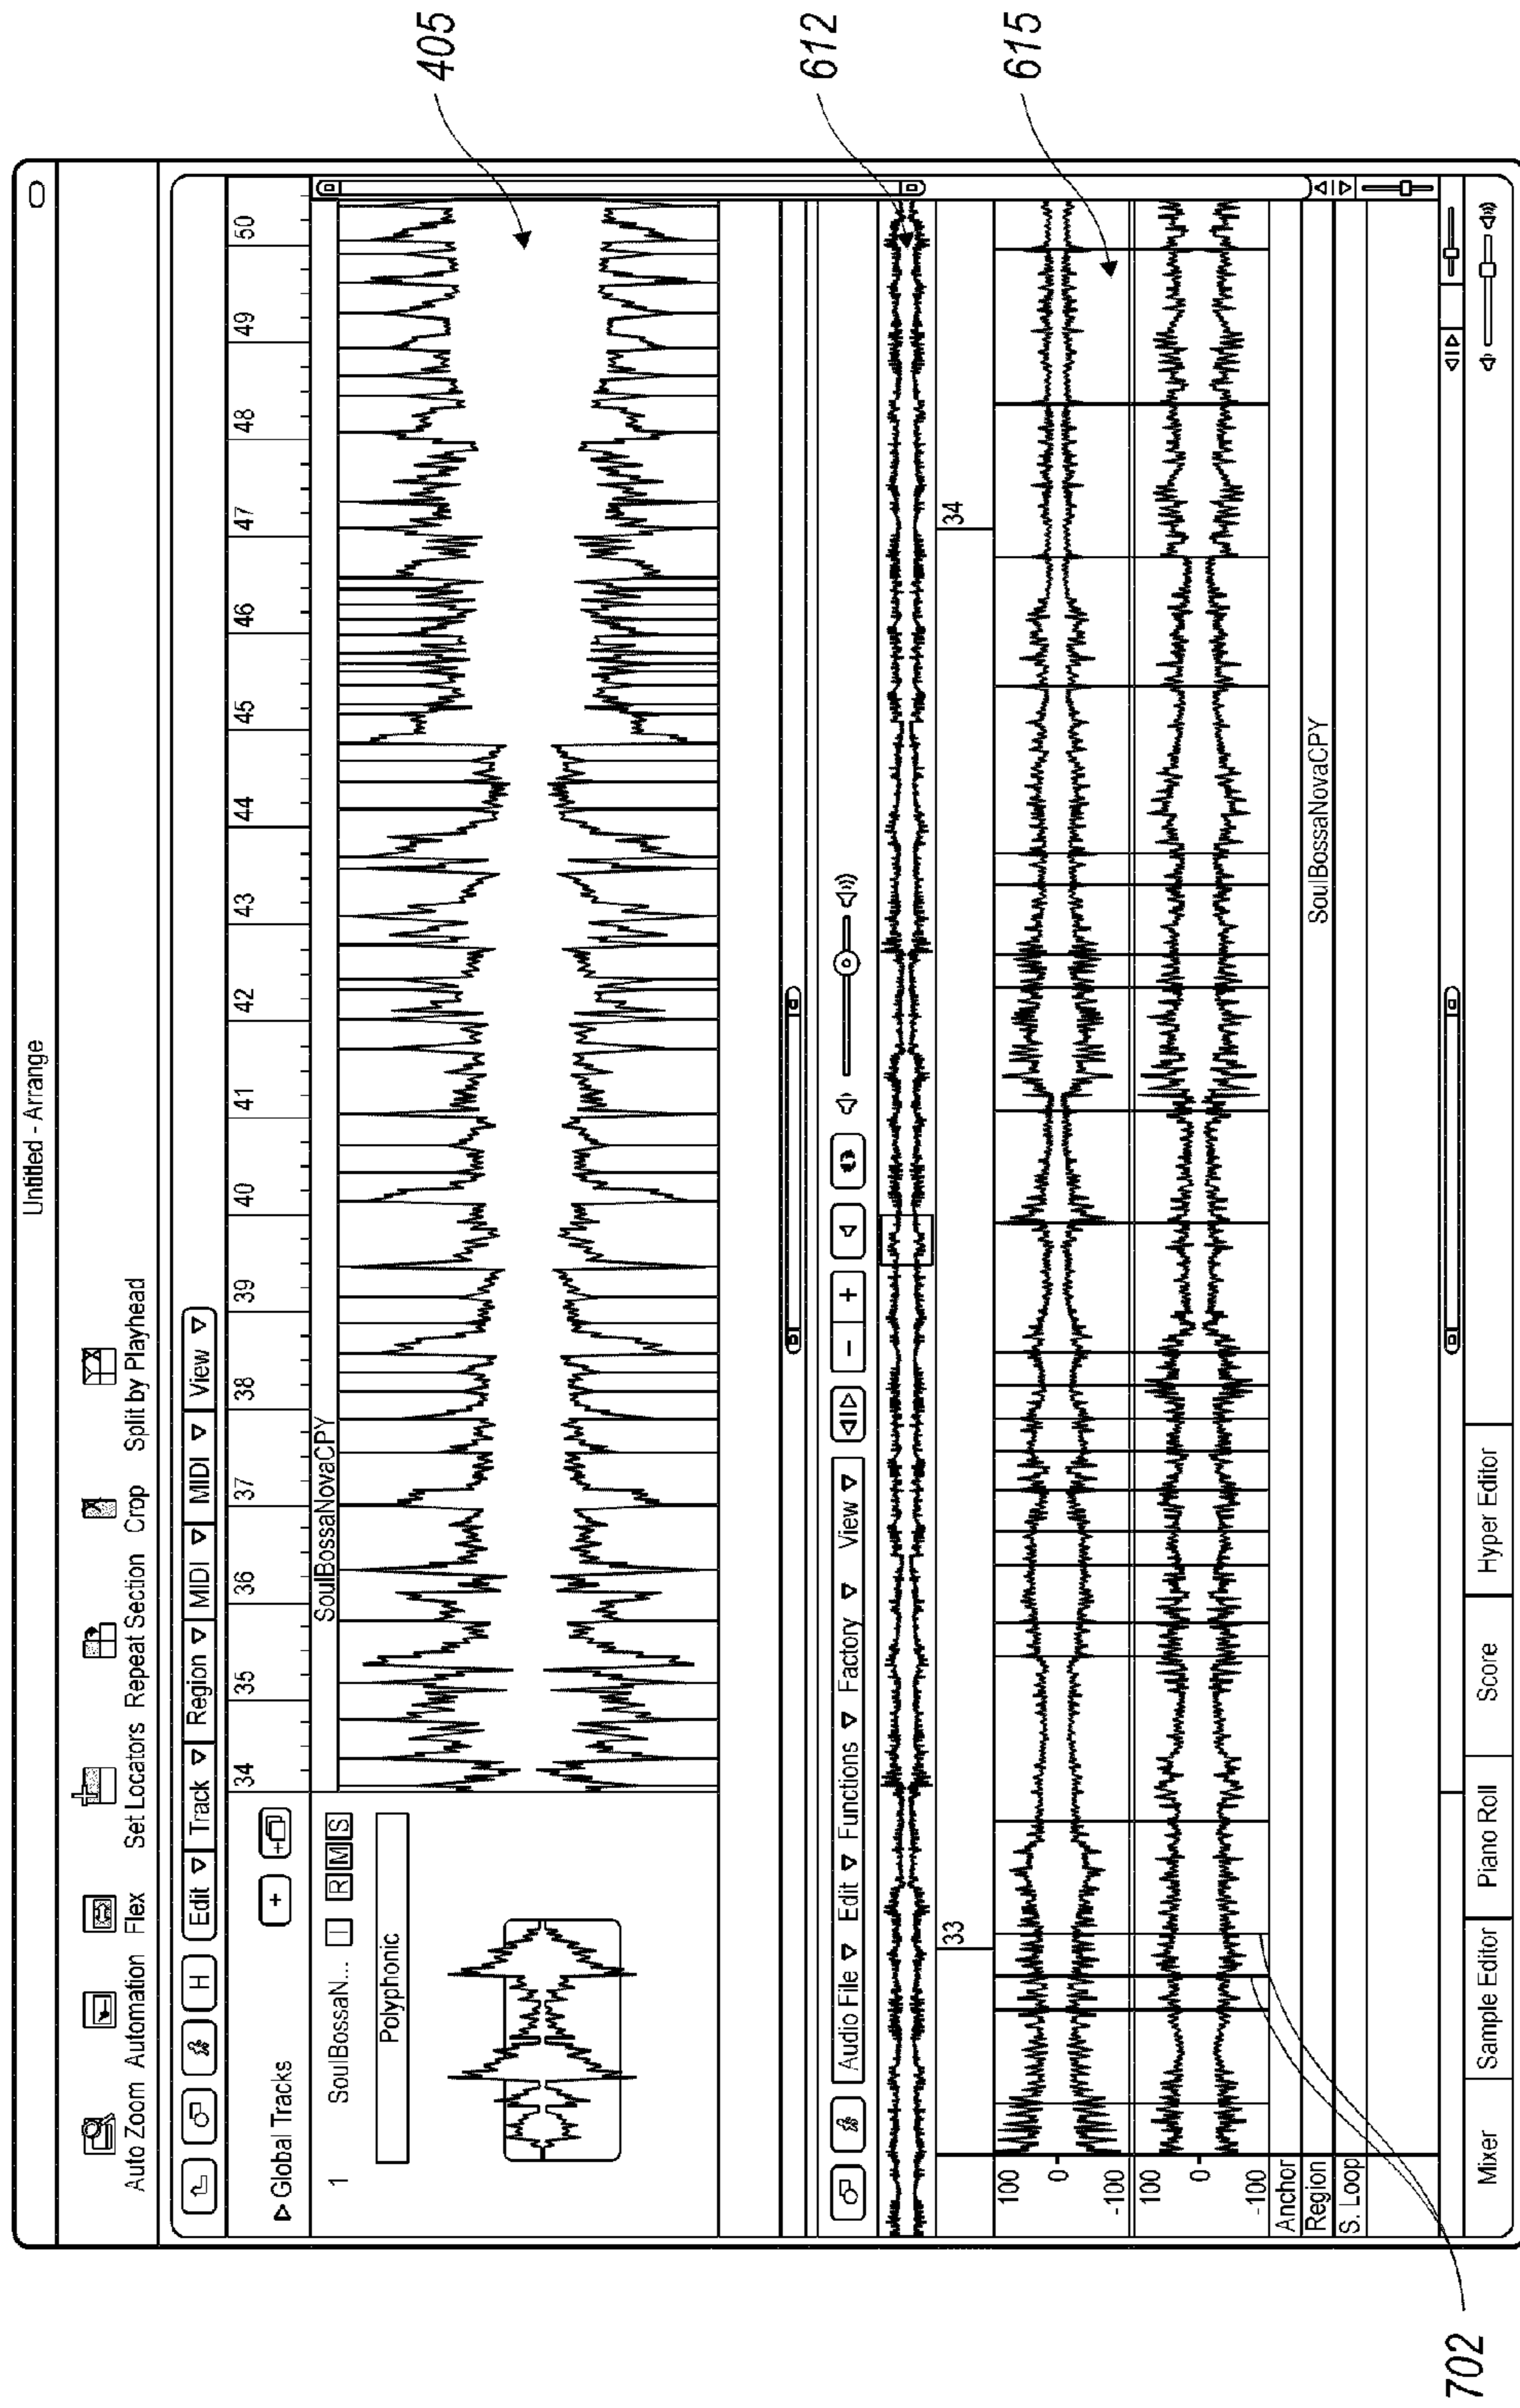 Untitled - Arrange
Auto Zoom Automation Flex Set Locators Repeat Section Crop Split by Playhead
H Edit Track Region MIDI MIDI View
Global Tracks + 34 35 36 37 38 39 40 41 42 43 44 45 46 47 48 49 50
SoulBossaNovaCPY
1 SoulBossaN... I R M S
Polyphonic
405
Audio File Edit Functions Factory View − +
612
33 34
615
100
0
-100
100
0
-100
Anchor
Region SoulBossaNovaCPY
S. Loop
702
Mixer Sample Editor Piano Roll Score Hyper Editor